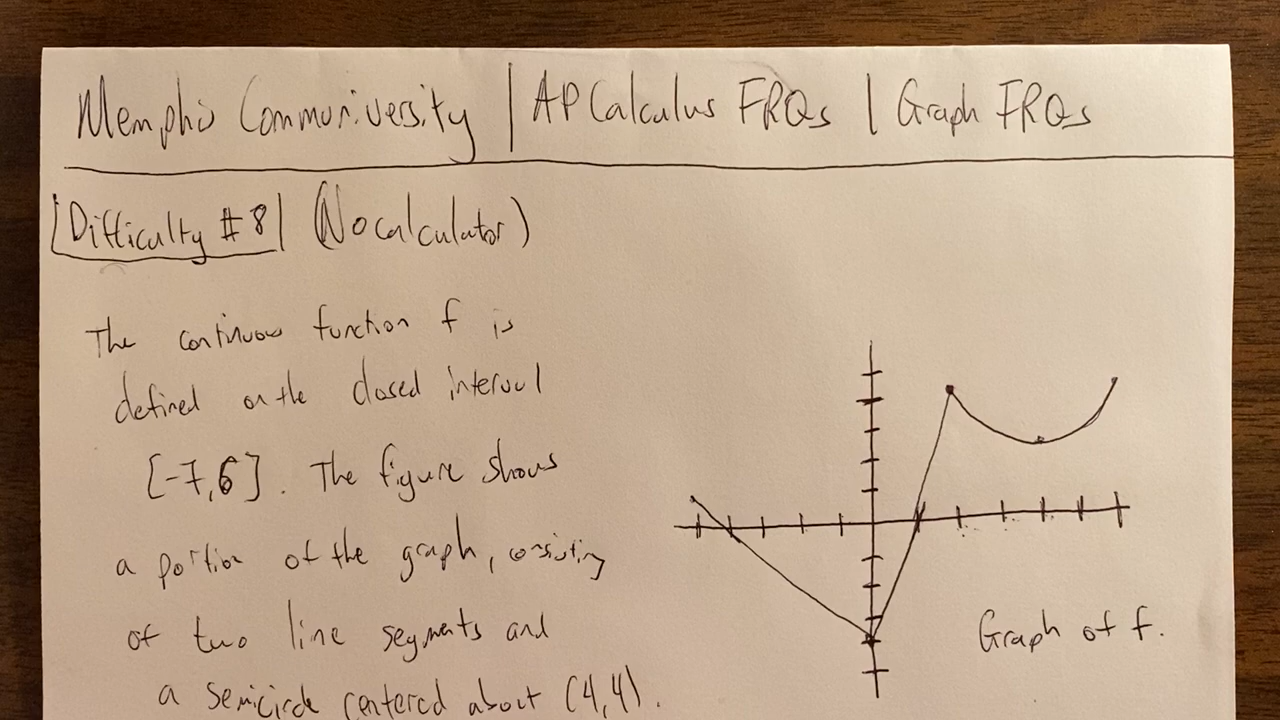 Memphis Communiversity | AP Calculus FRQs | Graph FRQs
Difficulty #8 (No calculator)
The continuous function f is
defined on the closed interval
[-7,6]. The figure shows
a portion of the graph, consisting
of two line segments and
a semicircle centered about (4,4).
Graph of f.